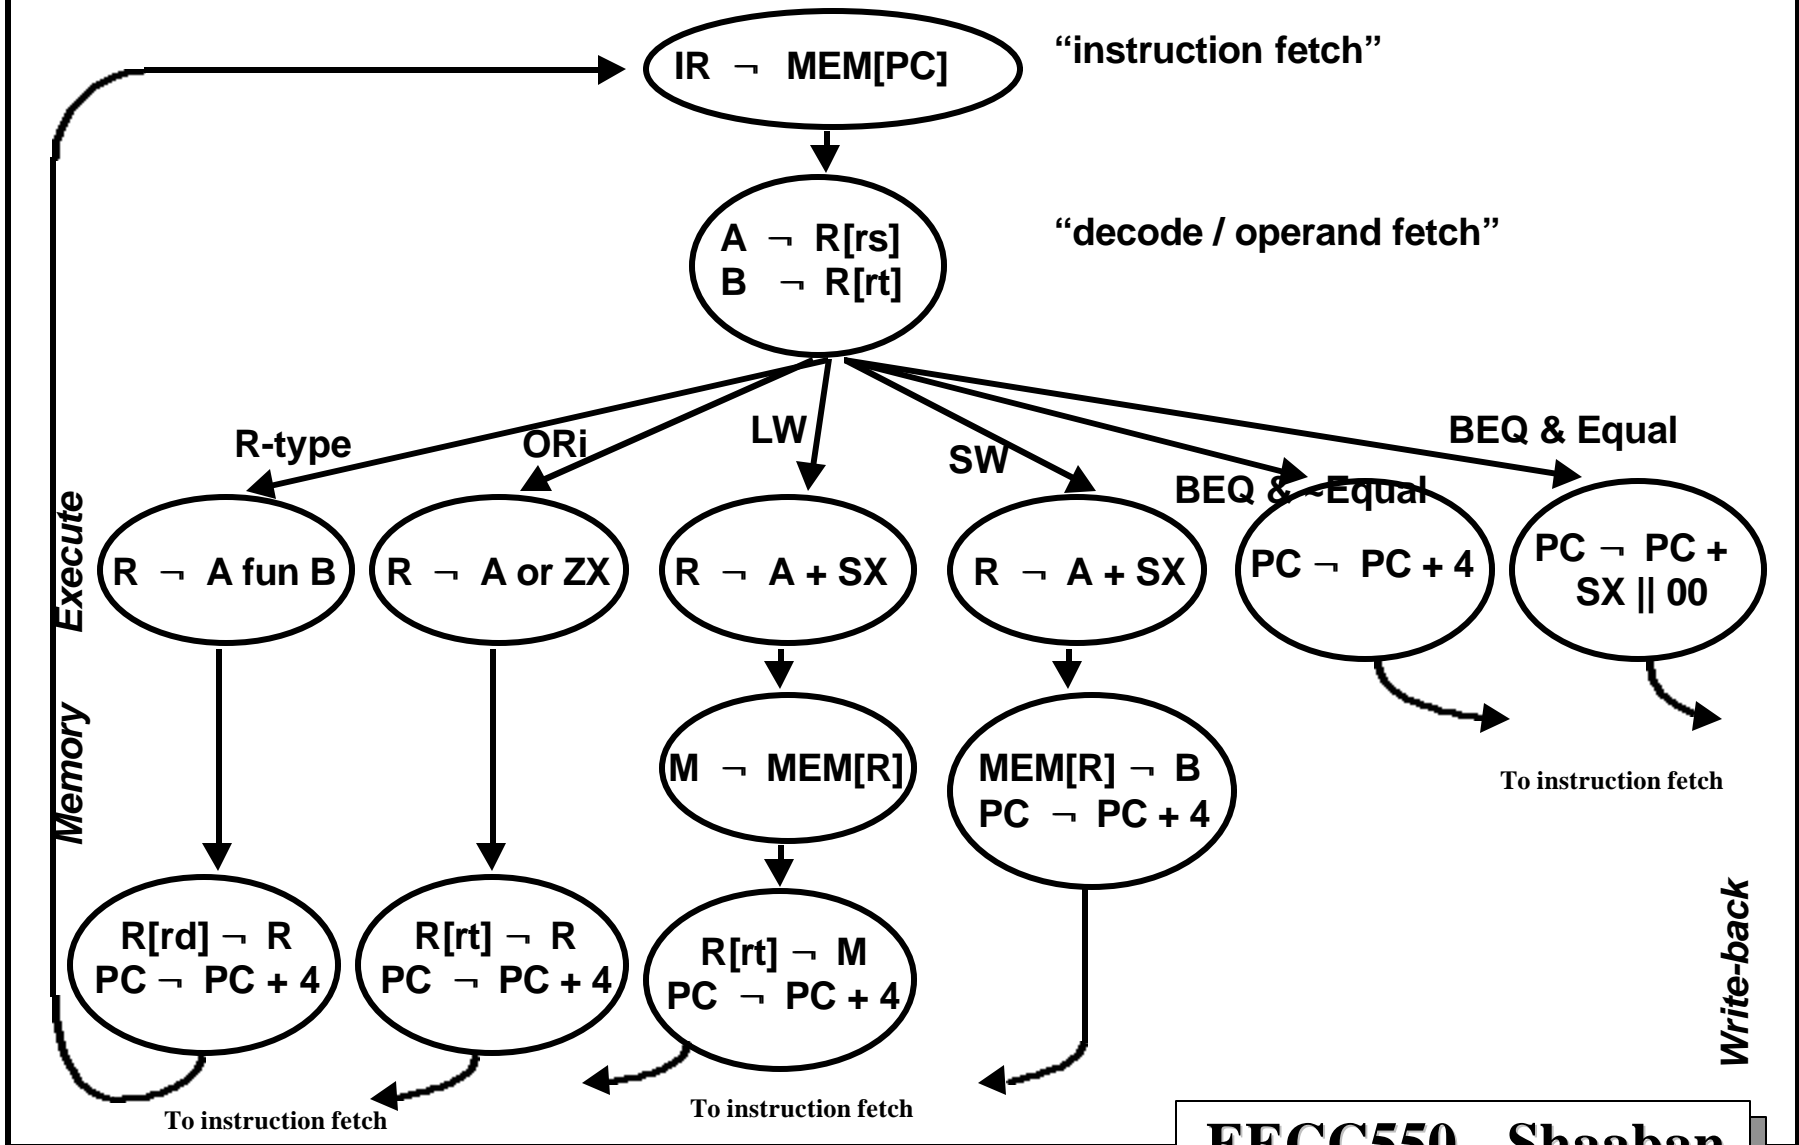 IR ¬ MEM[PC]
“instruction fetch”
A ¬ R[rs]
B ¬ R[rt]
“decode / operand fetch”
R-type
ORi
LW
SW
BEQ & ~Equal
BEQ & Equal
Execute
R ¬ A fun B
R ¬ A or ZX
R ¬ A + SX
R ¬ A + SX
PC ¬ PC + 4
PC ¬ PC +
SX || 00
Memory
M ¬ MEM[R]
MEM[R] ¬ B
PC ¬ PC + 4
To instruction fetch
R[rd] ¬ R
PC ¬ PC + 4
R[rt] ¬ R
PC ¬ PC + 4
R[rt] ¬ M
PC ¬ PC + 4
Write-back
To instruction fetch
To instruction fetch
EECC550 - Shaaban